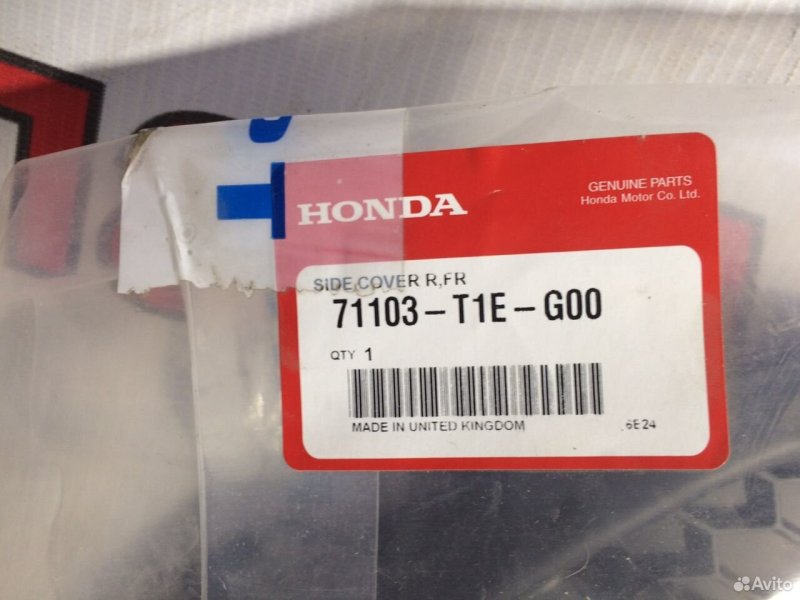 HONDA
GENUINE PARTS
Honda Motor Co. Ltd.
SIDE COVER R,FR
71103-T1E-G00
QTY 1
MADE IN UNITED KINGDOM
6E24
Avito